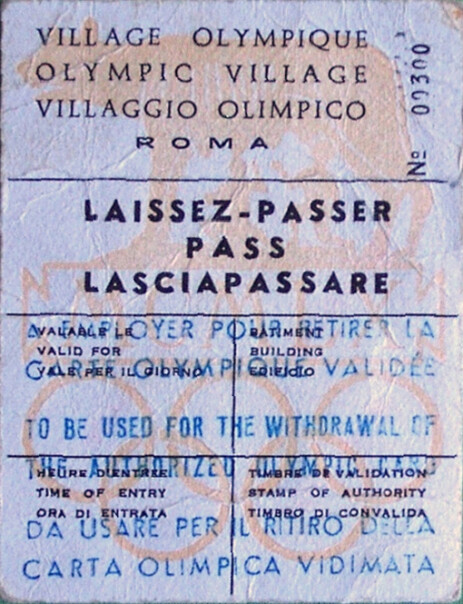 VILLAGE OLYMPIQUE
OLYMPIC VILLAGE
VILLAGGIO OLIMPICO
ROMA
Nº 00300
LAISSEZ-PASSER
PASS
LASCIAPASSARE
VALABLE LE
VALID FOR
VALE PER IL GIORNO
BÂTIMENT
BUILDING
EDIFICIO
HEURE D'ENTREE
TIME OF ENTRY
ORA DI ENTRATA
TIMBRE DE VALIDATION
STAMP OF AUTHORITY
TIMBRO DI CONVALIDA
A EMPLOYER POUR RETIRER LA
CARTE OLYMPIQUE VALIDÉE
TO BE USED FOR THE WITHDRAWAL OF
THE AUTHORIZED OLYMPIC CARD
DA USARE PER IL RITIRO DELLA
CARTA OLIMPICA VIDIMATA